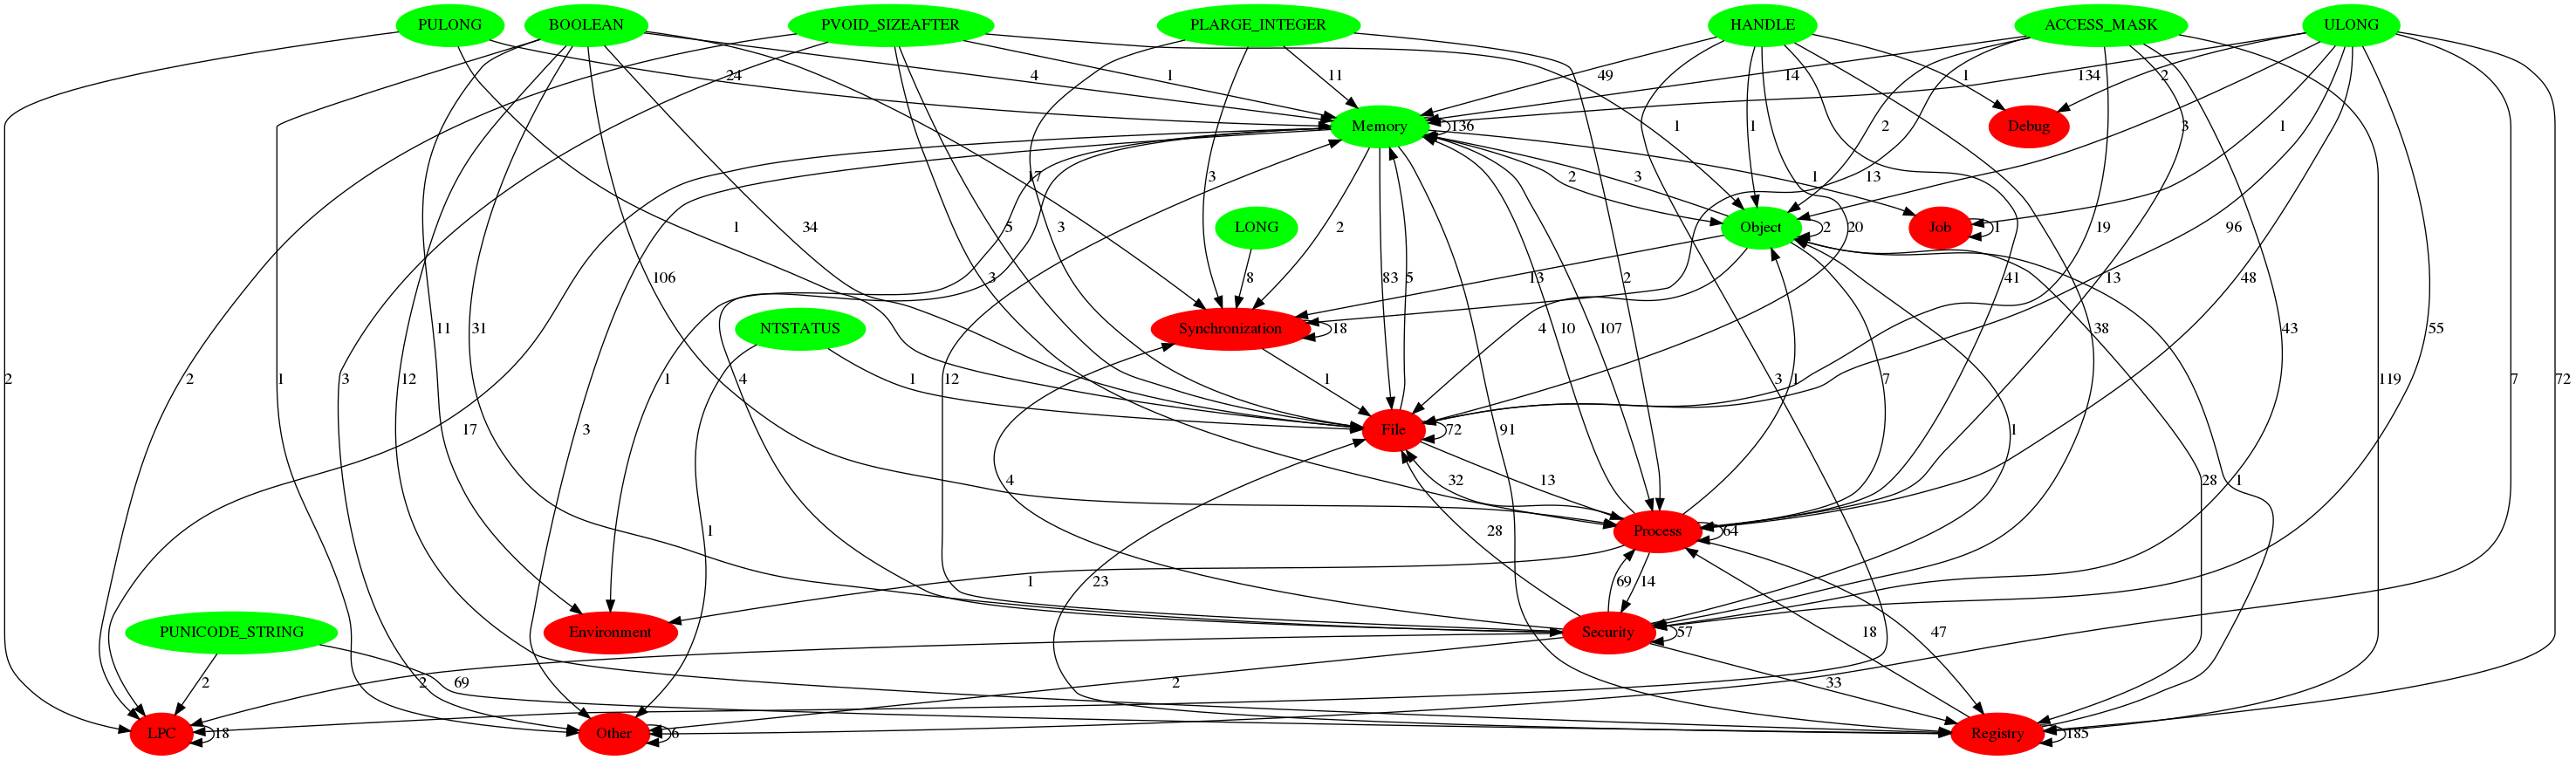 PULONG BOOLEAN PVOID_SIZEAFTER PLARGE_INTEGER HANDLE ACCESS_MASK ULONG
24 4 1 11 49 14 134 1 2
Memory 136 Debug
17 3 2 2 3 1 1 2 13 3 1
LONG Object 2 Job 1
1 34 5 3 20 19 96
106 3 8 83 5 13 2 41 13 48
NTSTATUS Synchronization 18
11 31 4 10 107 7 38 43 55
2 1 2 3 12 1 1 4 12 1 3 1 119 7 72
17 3 File 72 91
4 32 13 1 28 1
1 28 Process 64
23 1 69 14 18 47
PUNICODE_STRING Environment Security 57
2 2 69 2 33
LPC 18 Other 6 Registry 185